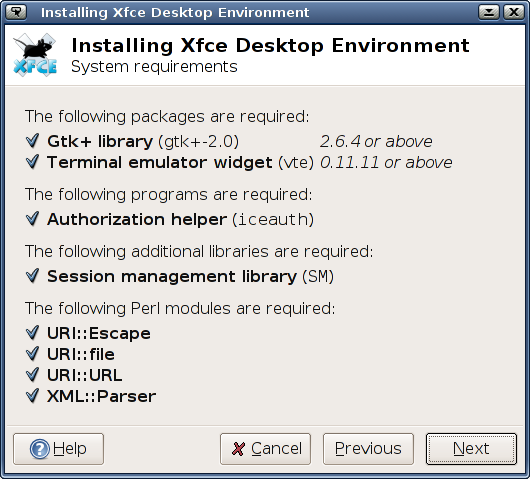 Installing Xfce Desktop Environment
XFCE
Installing Xfce Desktop Environment
System requirements
The following packages are required:
Gtk+ library (gtk+-2.0) 2.6.4 or above
Terminal emulator widget (vte) 0.11.11 or above
The following programs are required:
Authorization helper (iceauth)
The following additional libraries are required:
Session management library (SM)
The following Perl modules are required:
URI::Escape
URI::file
URI::URL
XML::Parser
Help Cancel Previous Next